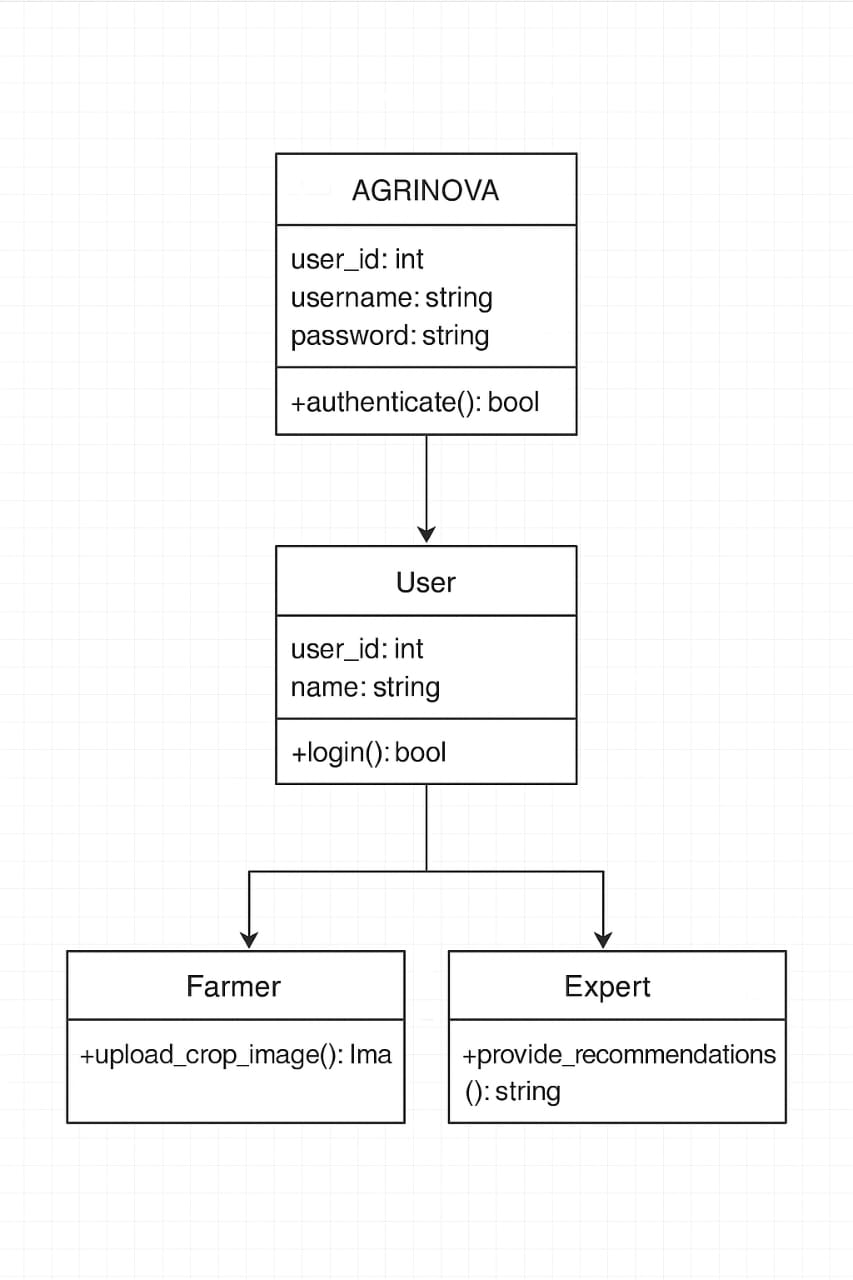 AGRINOVA
user_id: int
username: string
password: string
+authenticate(): bool
User
user_id: int
name: string
+login(): bool
Farmer
+upload_crop_image(): Ima
Expert
+provide_recommendations
(): string